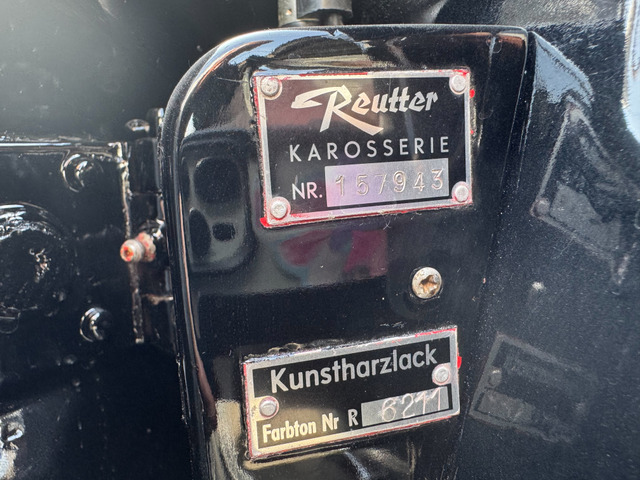 Reutter
KAROSSERIE
NR. 157943
Kunstharzlack
Farbton Nr R 6211